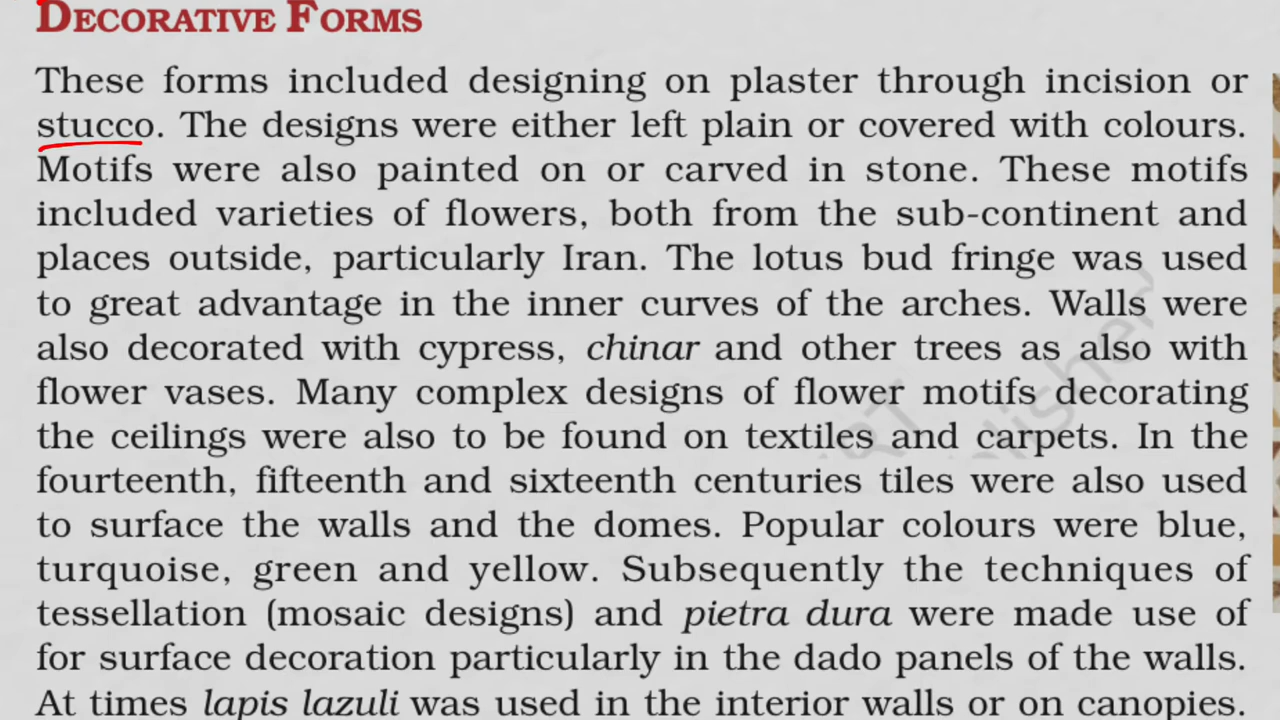 DECORATIVE FORMS
These forms included designing on plaster through incision or
stucco. The designs were either left plain or covered with colours.
Motifs were also painted on or carved in stone. These motifs
included varieties of flowers, both from the sub-continent and
places outside, particularly Iran. The lotus bud fringe was used
to great advantage in the inner curves of the arches. Walls were
also decorated with cypress, chinar and other trees as also with
flower vases. Many complex designs of flower motifs decorating
the ceilings were also to be found on textiles and carpets. In the
fourteenth, fifteenth and sixteenth centuries tiles were also used
to surface the walls and the domes. Popular colours were blue,
turquoise, green and yellow. Subsequently the techniques of
tessellation (mosaic designs) and pietra dura were made use of
for surface decoration particularly in the dado panels of the walls.
At times lapis lazuli was used in the interior walls or on canopies.